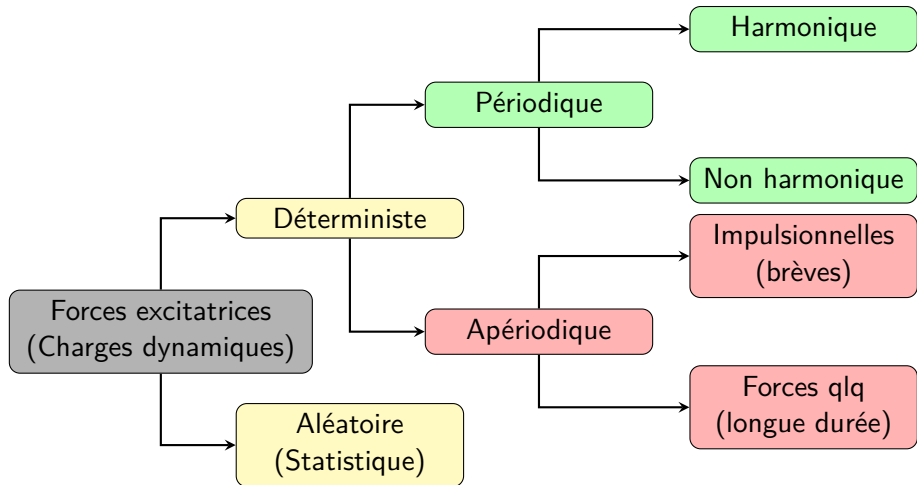 Harmonique
Périodique
Non harmonique
Déterministe
Impulsionnelles
(brèves)
Forces excitatrices
(Charges dynamiques)
Apériodique
Forces qlq
(longue durée)
Aléatoire
(Statistique)